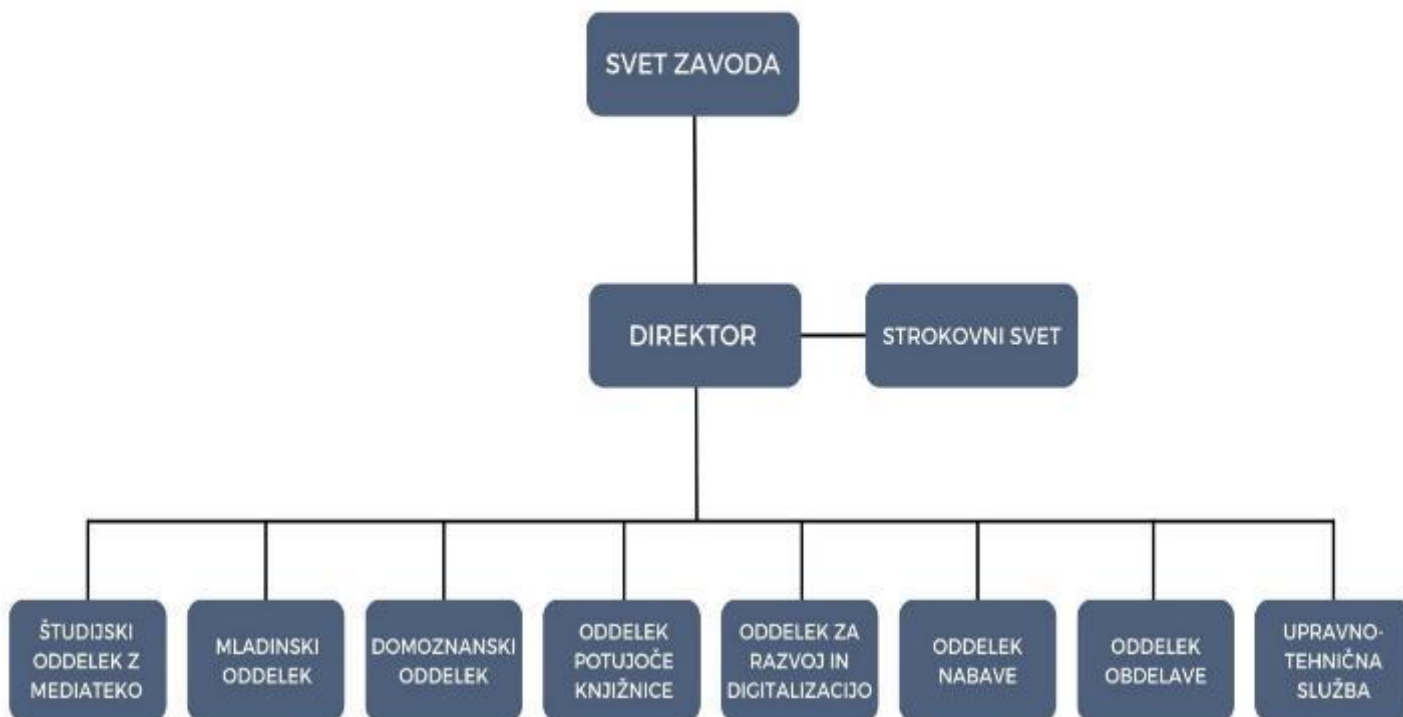 SVET ZAVODA
DIREKTOR
STROKOVNI SVET
ŠTUDIJSKI
ODDELEK Z
MEDIATEKO
MLADINSKI
ODDELEK
DOMOZNANSKI
ODDELEK
ODDELEK
POTUJOČE
KNJIŽNICE
ODDELEK ZA
RAZVOJ IN
DIGITALIZACIJO
ODDELEK
NABAVE
ODDELEK
OBDELAVE
UPRAVNO-
TEHNIČNA
SLUŽBA